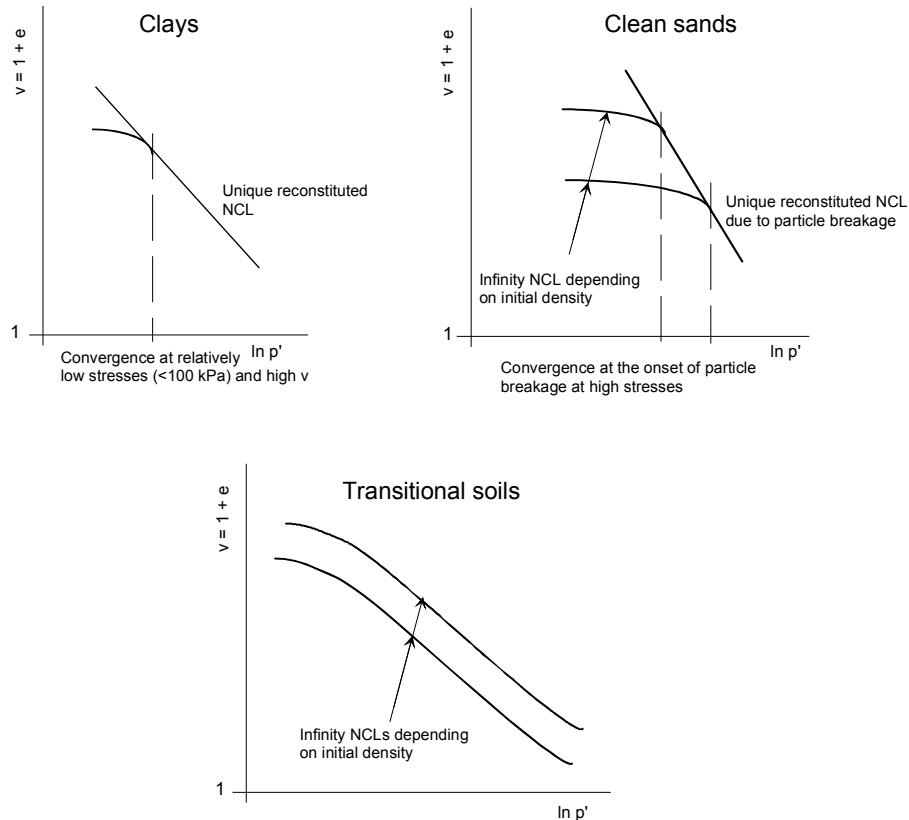 Clays
v = 1 + e
Unique reconstituted
NCL
1
ln p'
Convergence at relatively
low stresses (<100 kPa) and high v
Clean sands
v = 1 + e
Unique reconstituted NCL
due to particle breakage
Infinity NCL depending
on initial density
1
ln p'
Convergence at the onset of particle
breakage at high stresses
Transitional soils
v = 1 + e
Infinity NCLs depending
on initial density
1
ln p'